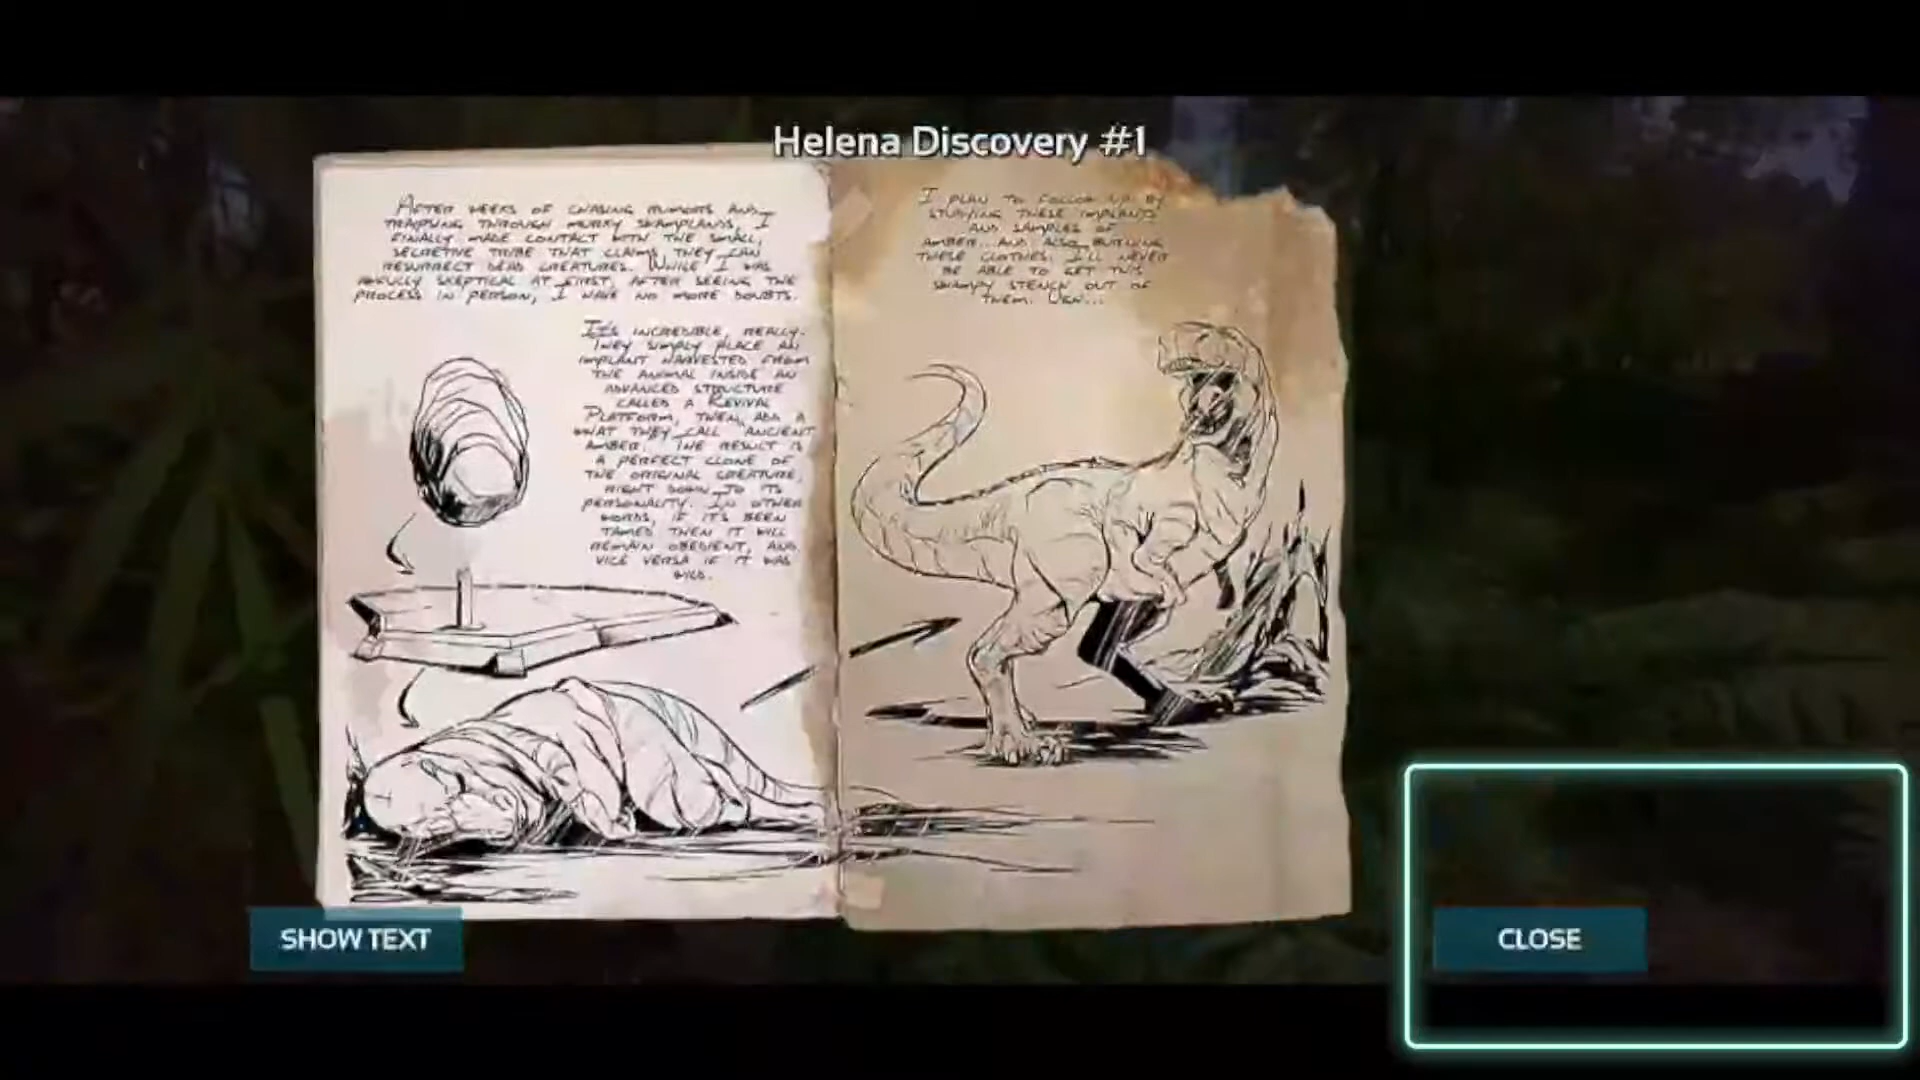 Helena Discovery #1
AFTER WEEKS OF CHASING RUMORS AND
TRAIPSING THROUGH MURKY SWAMPLANDS, I
FINALLY MADE CONTACT WITH THE SMALL,
SECRETIVE TRIBE THAT CLAIMS THEY CAN
RESURRECT DEAD CREATURES. WHILE I WAS
AWFULLY SKEPTICAL AT FIRST, AFTER SEEING THE
PROCESS IN PERSON, I HAVE NO MORE DOUBTS.
IT'S INCREDIBLE, REALLY.
THEY SIMPLY PLACE AN
IMPLANT HARVESTED FROM
THE ANIMAL INSIDE AN
ADVANCED STRUCTURE
CALLED A REVIVAL
PLATFORM, THEN, ADD A
WHAT THEY CALL ANCIENT
AMBER. THE RESULT IS
A PERFECT CLONE OF
THE ORIGINAL CREATURE,
RIGHT DOWN TO ITS
PERSONALITY. IN OTHER
WORDS, IF IT'S BEEN
TAMED THEN IT WILL
REMAIN OBEDIENT, AND
VICE VERSA IF IT WAS
WILD.
I PLAN TO FOLLOW UP BY
STUDYING THESE IMPLANTS
AND SAMPLES OF
AMBER... AND ALSO BURNING
THESE CLOTHES. I'LL NEVER
BE ABLE TO GET THIS
SWAMPY STENCH OUT OF
THEM. UGH...
SHOW TEXT
CLOSE